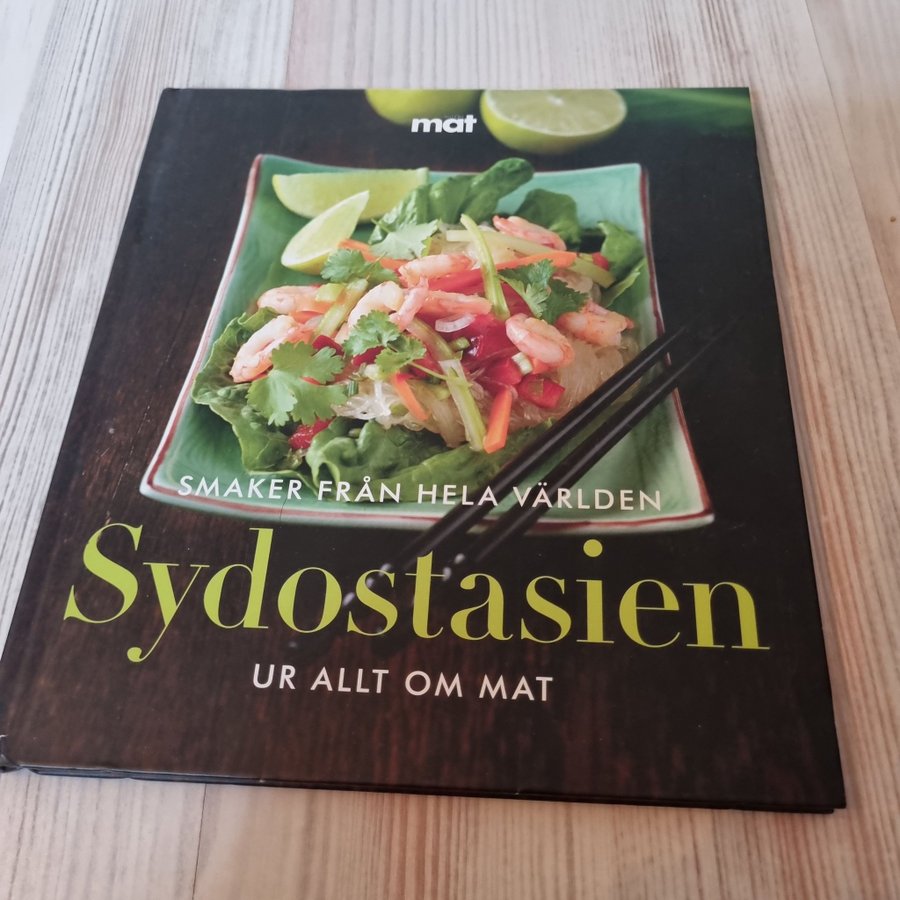 mat
SMAKER FRÅN HELA VÄRLDEN
Sydostasien
UR ALLT OM MAT